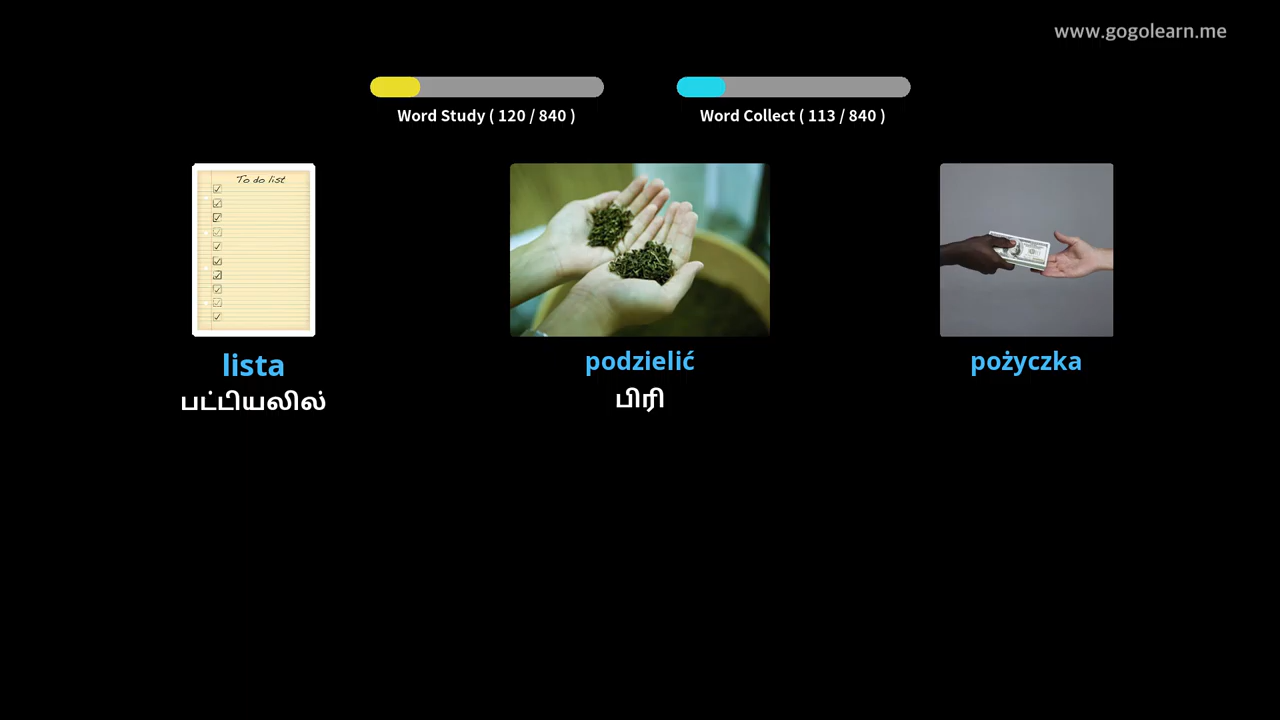 www.gogolearn.me
Word Study ( 120 / 840 )
Word Collect ( 113 / 840 )
To do list
lista
podzielić
pożyczka
பட்டியலில்
பிரி